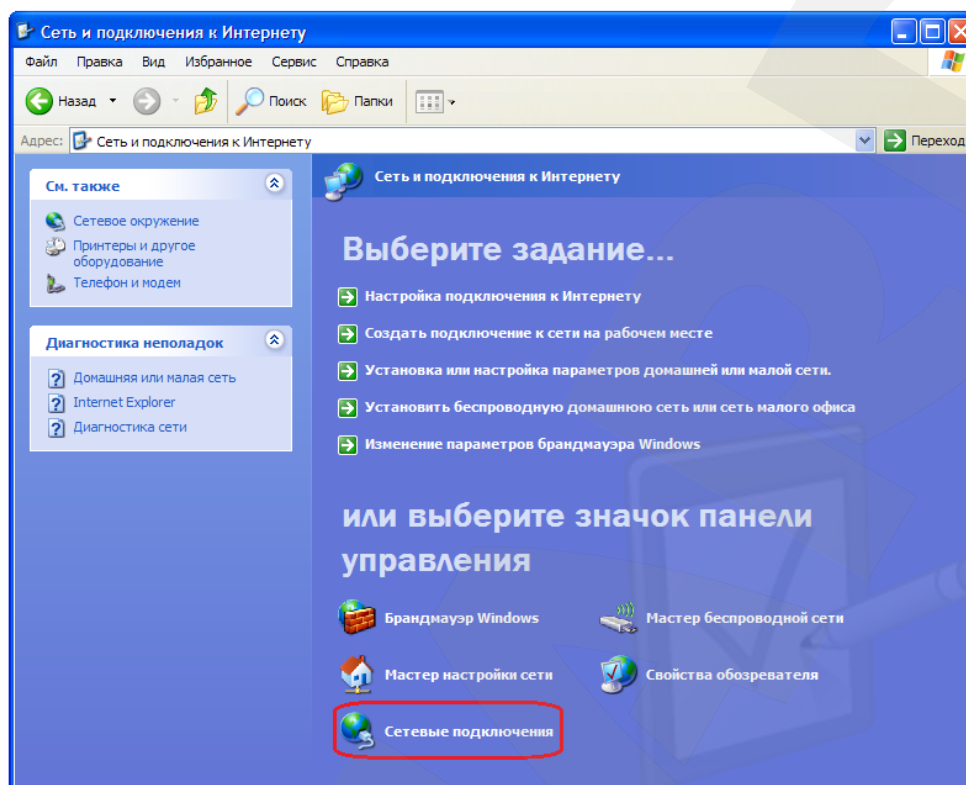 Сеть и подключения к Интернету
Файл Правка Вид Избранное Сервис Справка
Назад Поиск Папки
Адрес: Сеть и подключения к Интернету Переход
См. также
Сетевое окружение
Принтеры и другое
оборудование
Телефон и модем
Диагностика неполадок
Домашняя или малая сеть
Internet Explorer
Диагностика сети
Сеть и подключения к Интернету
Выберите задание...
Настройка подключения к Интернету
Создать подключение к сети на рабочем месте
Установка или настройка параметров домашней или малой сети.
Установить беспроводную домашнюю сеть или сеть малого офиса
Изменение параметров брандмауэра Windows
или выберите значок панели
управления
Брандмауэр Windows
Мастер беспроводной сети
Мастер настройки сети
Свойства обозревателя
Сетевые подключения